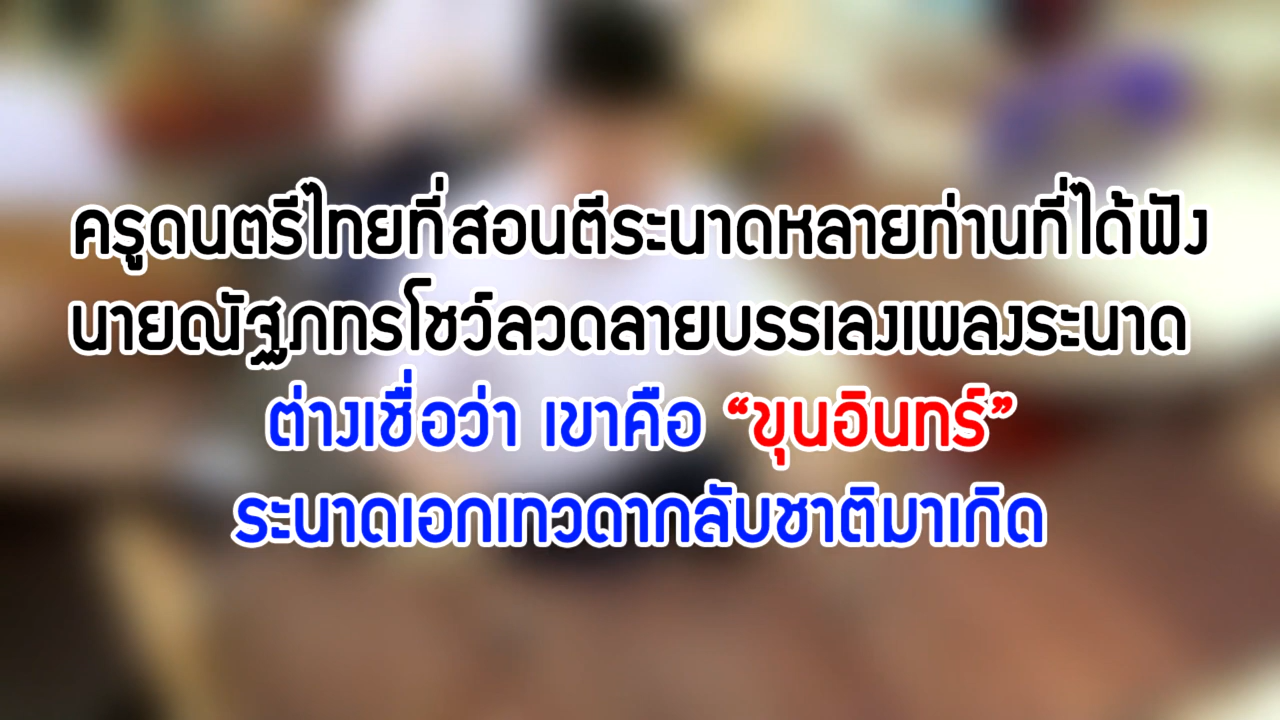 ครูดนตรีไทยที่สอนตีระนาดหลายท่านที่ได้ฟัง
นายณัฐภทรโชว์ลวดลายบรรเลงเพลงระนาด
ต่างเชื่อว่า เขาคือ “ขุนอินทร์”
ระนาดเอกเทวดากลับชาติมาเกิด